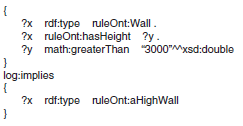 {
?x rdf:type ruleOnt:Wall .
?x ruleOnt:hasHeight ?y .
?y math:greaterThan “3000”^^xsd:double
}
log:implies
{
?x rdf:type ruleOnt:aHighWall
}